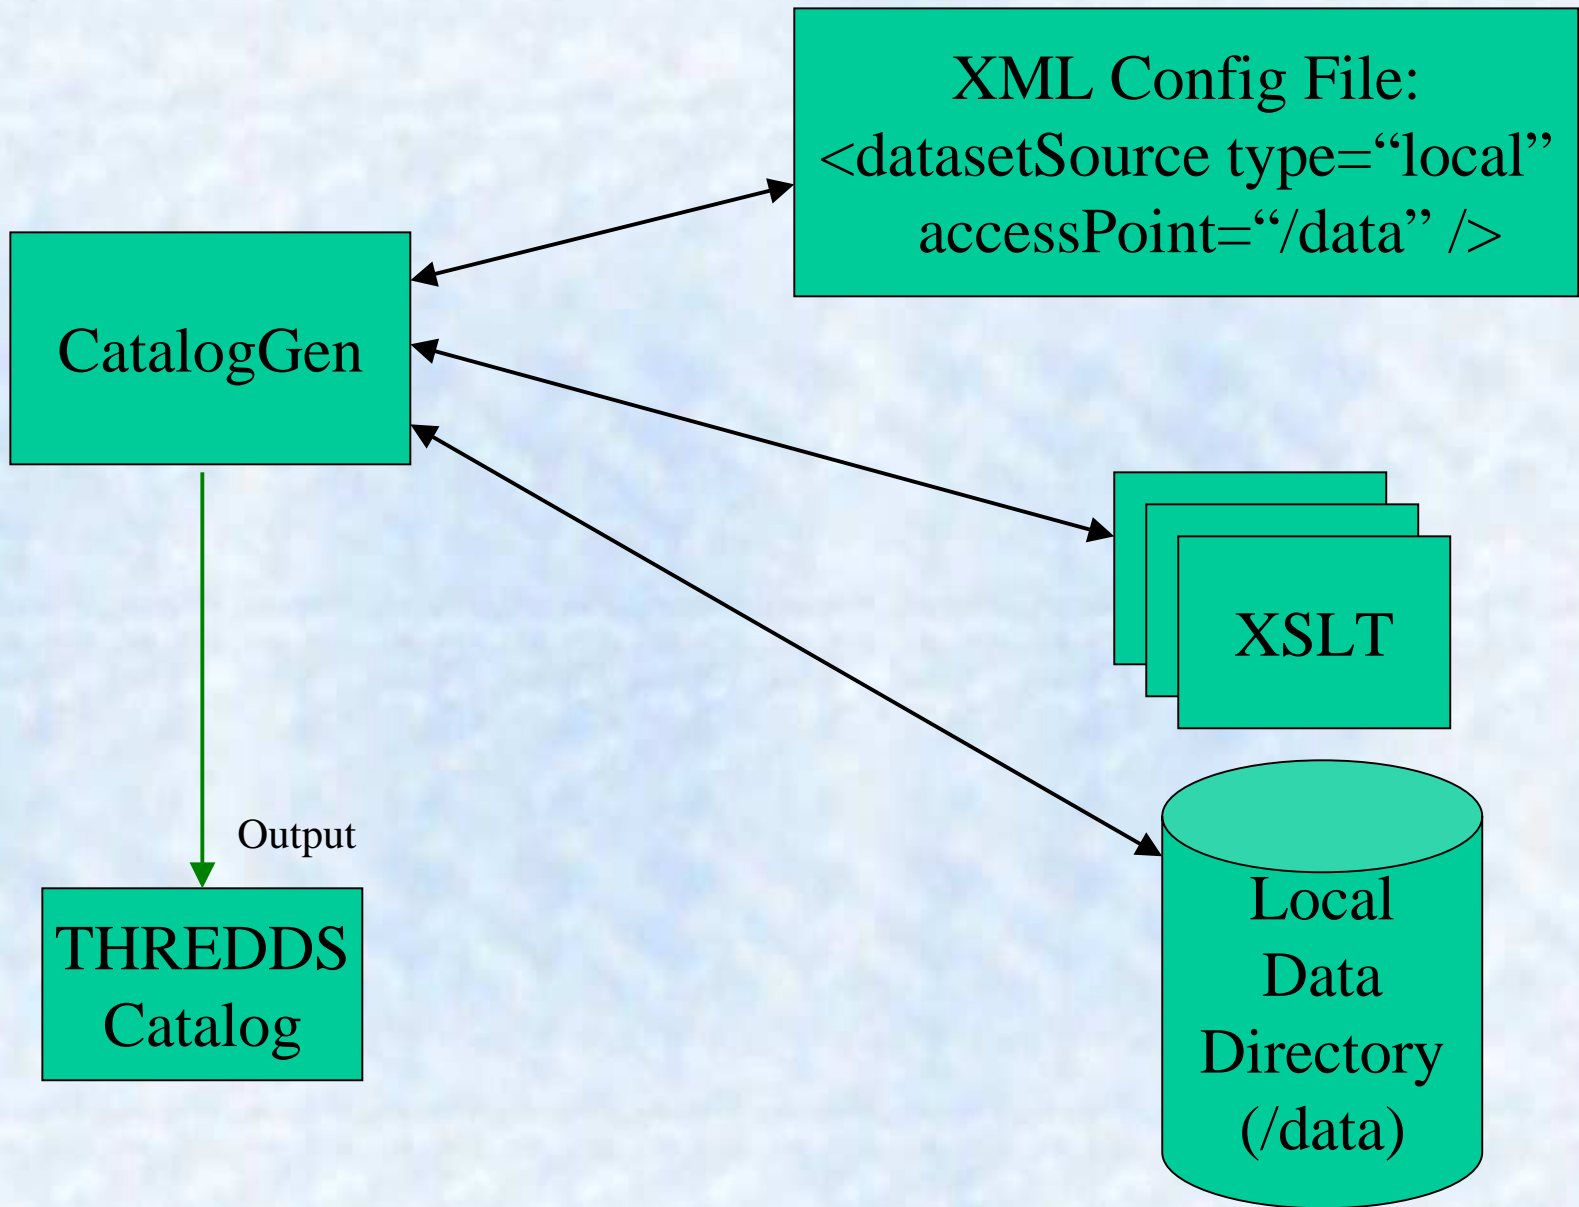 XML Config File:
<datasetSource type=“local”
accessPoint=“/data” />
CatalogGen
XSLT
Output
THREDDS
Catalog
Local
Data
Directory
(/data)